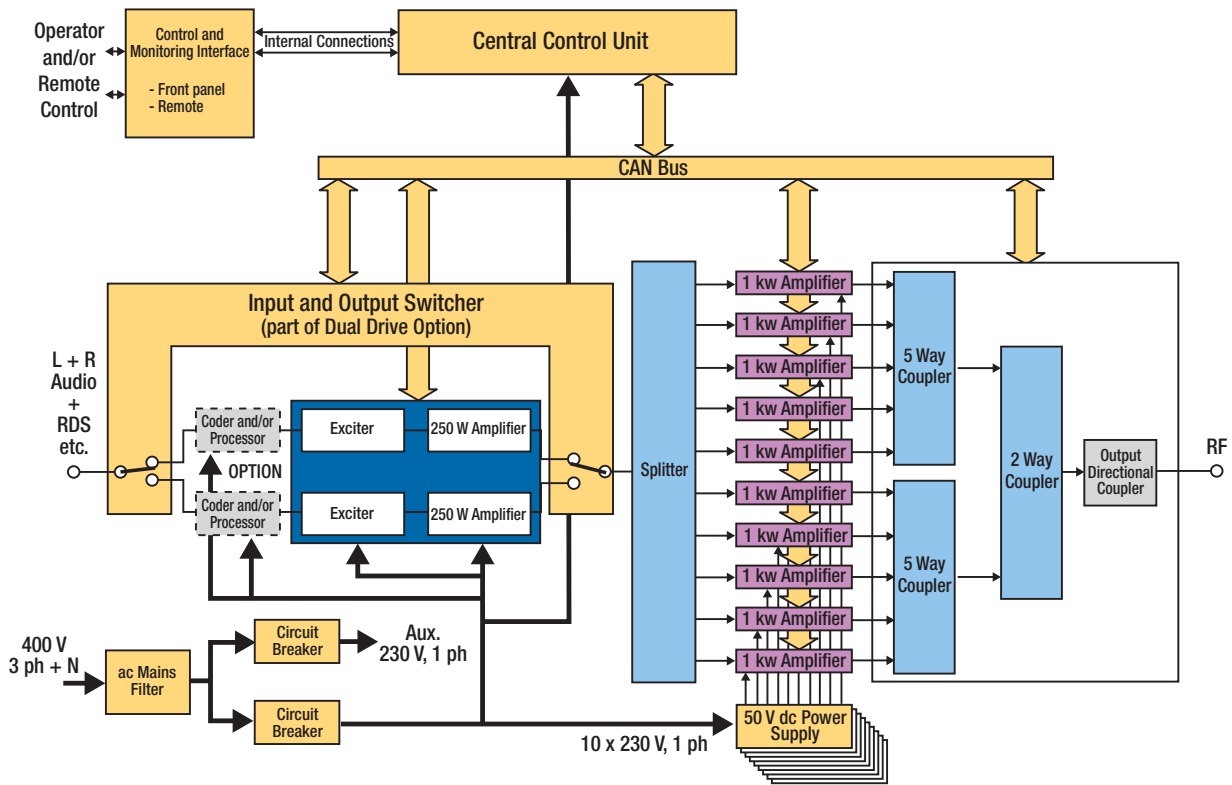 Operator
and/or
Remote
Control
Control and
Monitoring Interface
- Front panel
- Remote
Internal Connections
Central Control Unit
CAN Bus
Input and Output Switcher
(part of Dual Drive Option)
L + R
Audio
+
RDS
etc.
Coder and/or
Processor
OPTION
Coder and/or
Processor
Exciter
250 W Amplifier
Exciter
250 W Amplifier
Splitter
1 kw Amplifier
1 kw Amplifier
1 kw Amplifier
1 kw Amplifier
1 kw Amplifier
1 kw Amplifier
1 kw Amplifier
1 kw Amplifier
1 kw Amplifier
1 kw Amplifier
5 Way
Coupler
5 Way
Coupler
2 Way
Coupler
Output
Directional
Coupler
RF
400 V
3 ph + N
ac Mains
Filter
Circuit
Breaker
Aux.
230 V, 1 ph
Circuit
Breaker
10 x 230 V, 1 ph
50 V dc Power
Supply